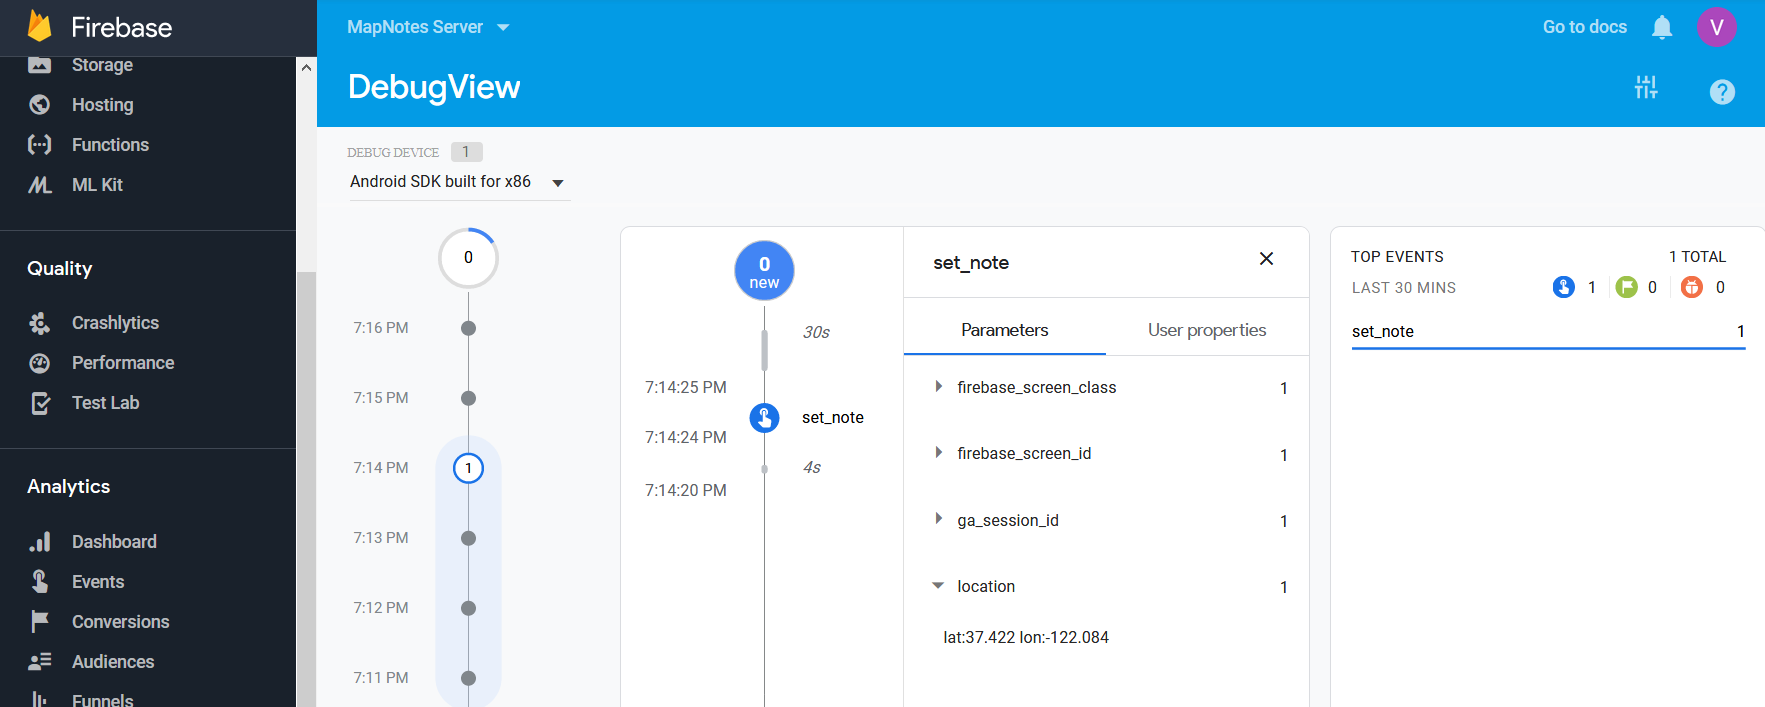 Firebase
Storage
Hosting
Functions
ML Kit
Quality
Crashlytics
Performance
Test Lab
Analytics
Dashboard
Events
Conversions
Audiences
Funnels
MapNotes Server
Go to docs
V
DebugView
?
DEBUG DEVICE 1
Android SDK built for x86
0
7:16 PM
7:15 PM
7:14 PM 1
7:13 PM
7:12 PM
7:11 PM
0
new
30s
7:14:25 PM
set_note
7:14:24 PM
4s
7:14:20 PM
set_note
Parameters User properties
firebase_screen_class 1
firebase_screen_id 1
ga_session_id 1
location 1
lat:37.422 lon:-122.084
TOP EVENTS 1 TOTAL
LAST 30 MINS 1 0 0
set_note 1